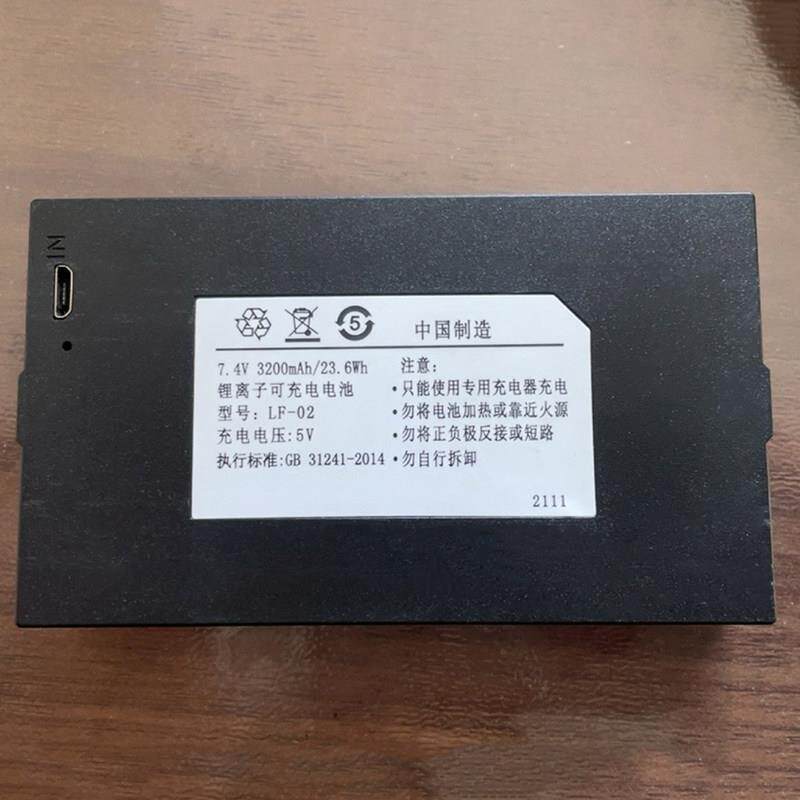 IN
5
中国制造
7.4V 3200mAh/23.6Wh
锂离子可充电电池
型号: LF-02
充电电压:5V
执行标准:GB 31241-2014
注意:
·只能使用专用充电器充电
·勿将电池加热或靠近火源
·勿将正负极反接或短路
·勿自行拆卸
2111